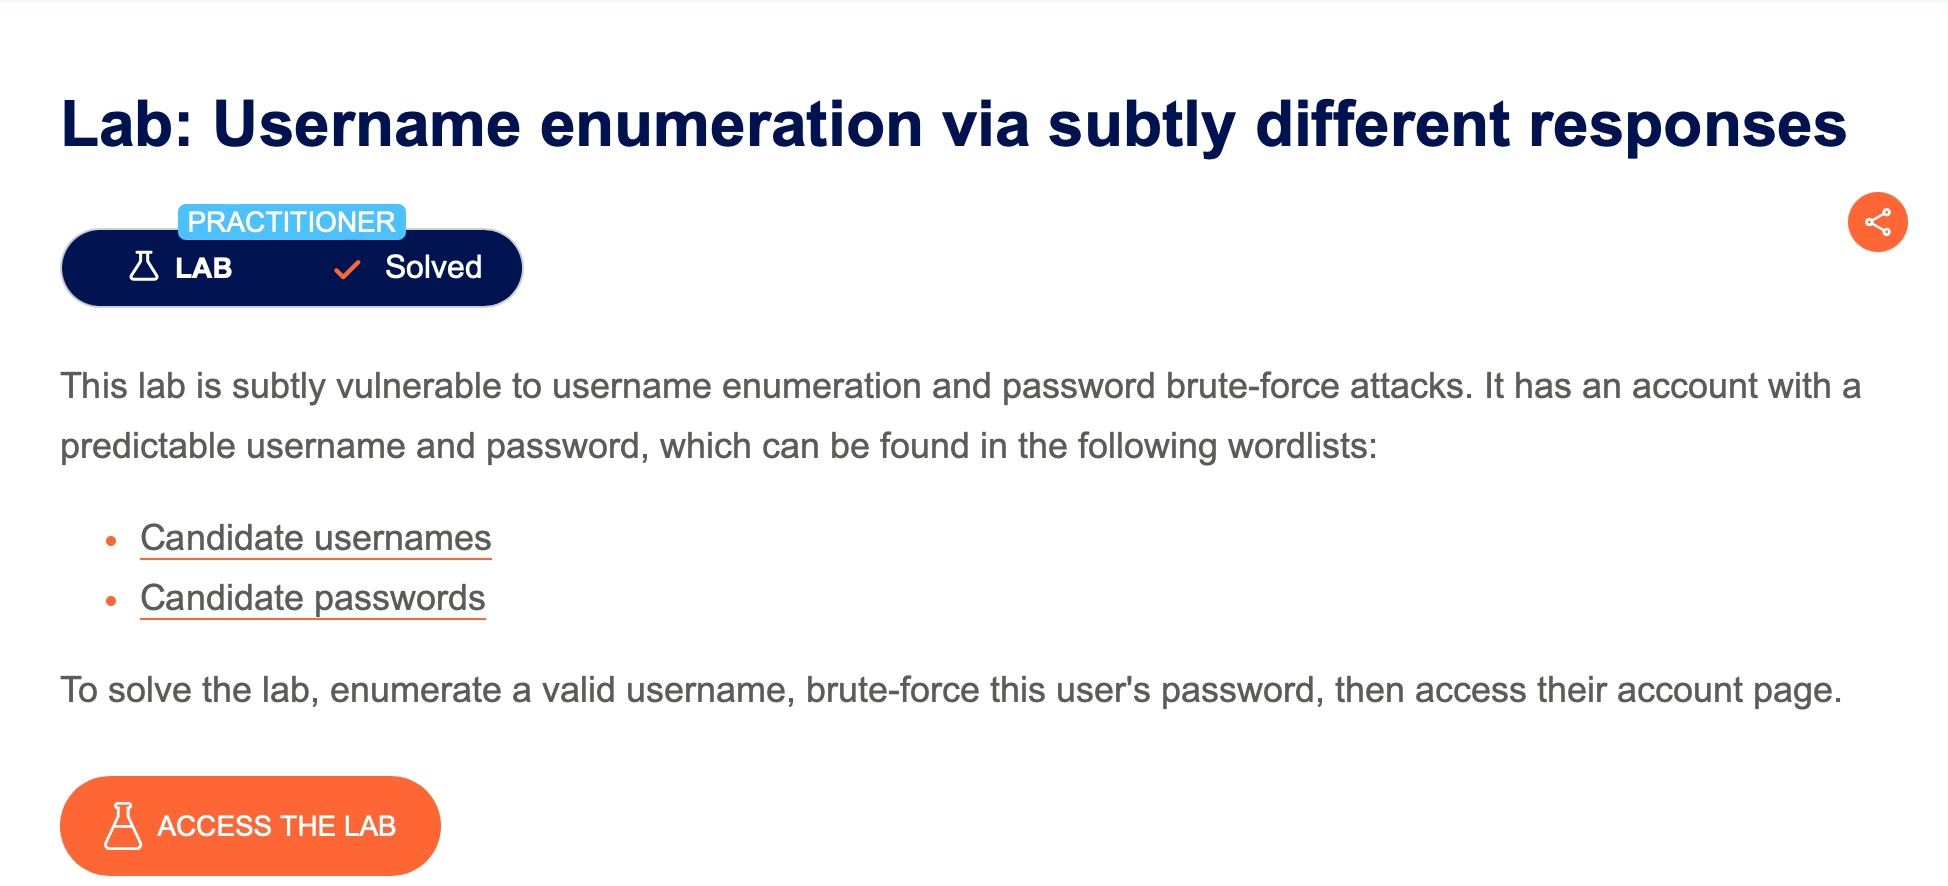 Lab: Username enumeration via subtly different responses
PRACTITIONER
LAB
Solved
This lab is subtly vulnerable to username enumeration and password brute-force attacks. It has an account with a
predictable username and password, which can be found in the following wordlists:
Candidate usernames
Candidate passwords
To solve the lab, enumerate a valid username, brute-force this user's password, then access their account page.
ACCESS THE LAB